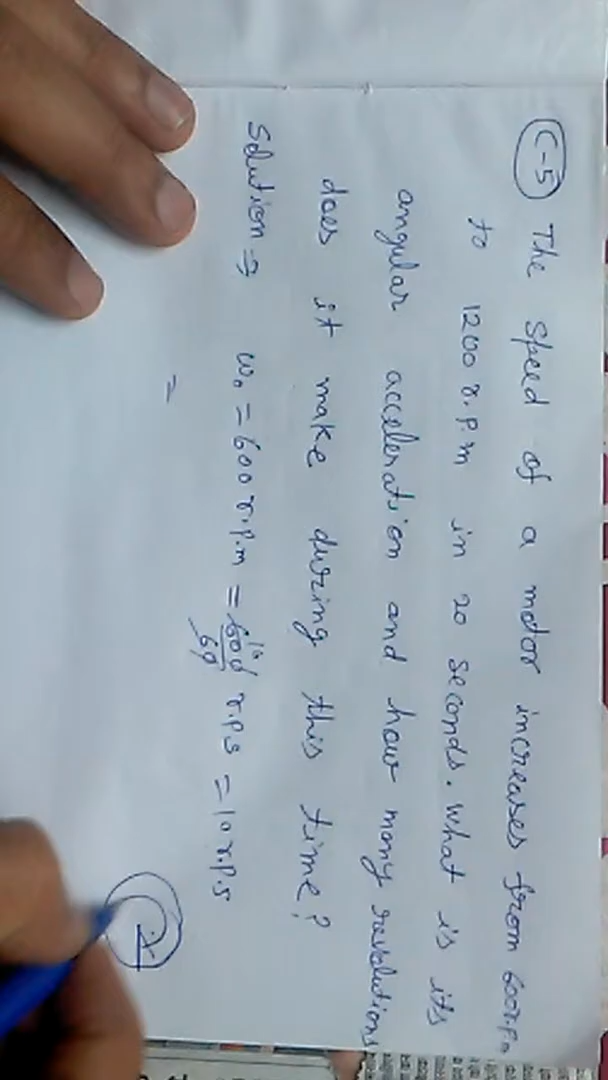 C-5 The speed of a motor increases from 600r.p.m
to 1200 r.p.m in 20 seconds. What is its
angular acceleration and how many revolutions
does it make during this time?
Solution ⇒ ω₀ = 600 r.p.m = 600/60 r.p.s = 10 r.p.s
=